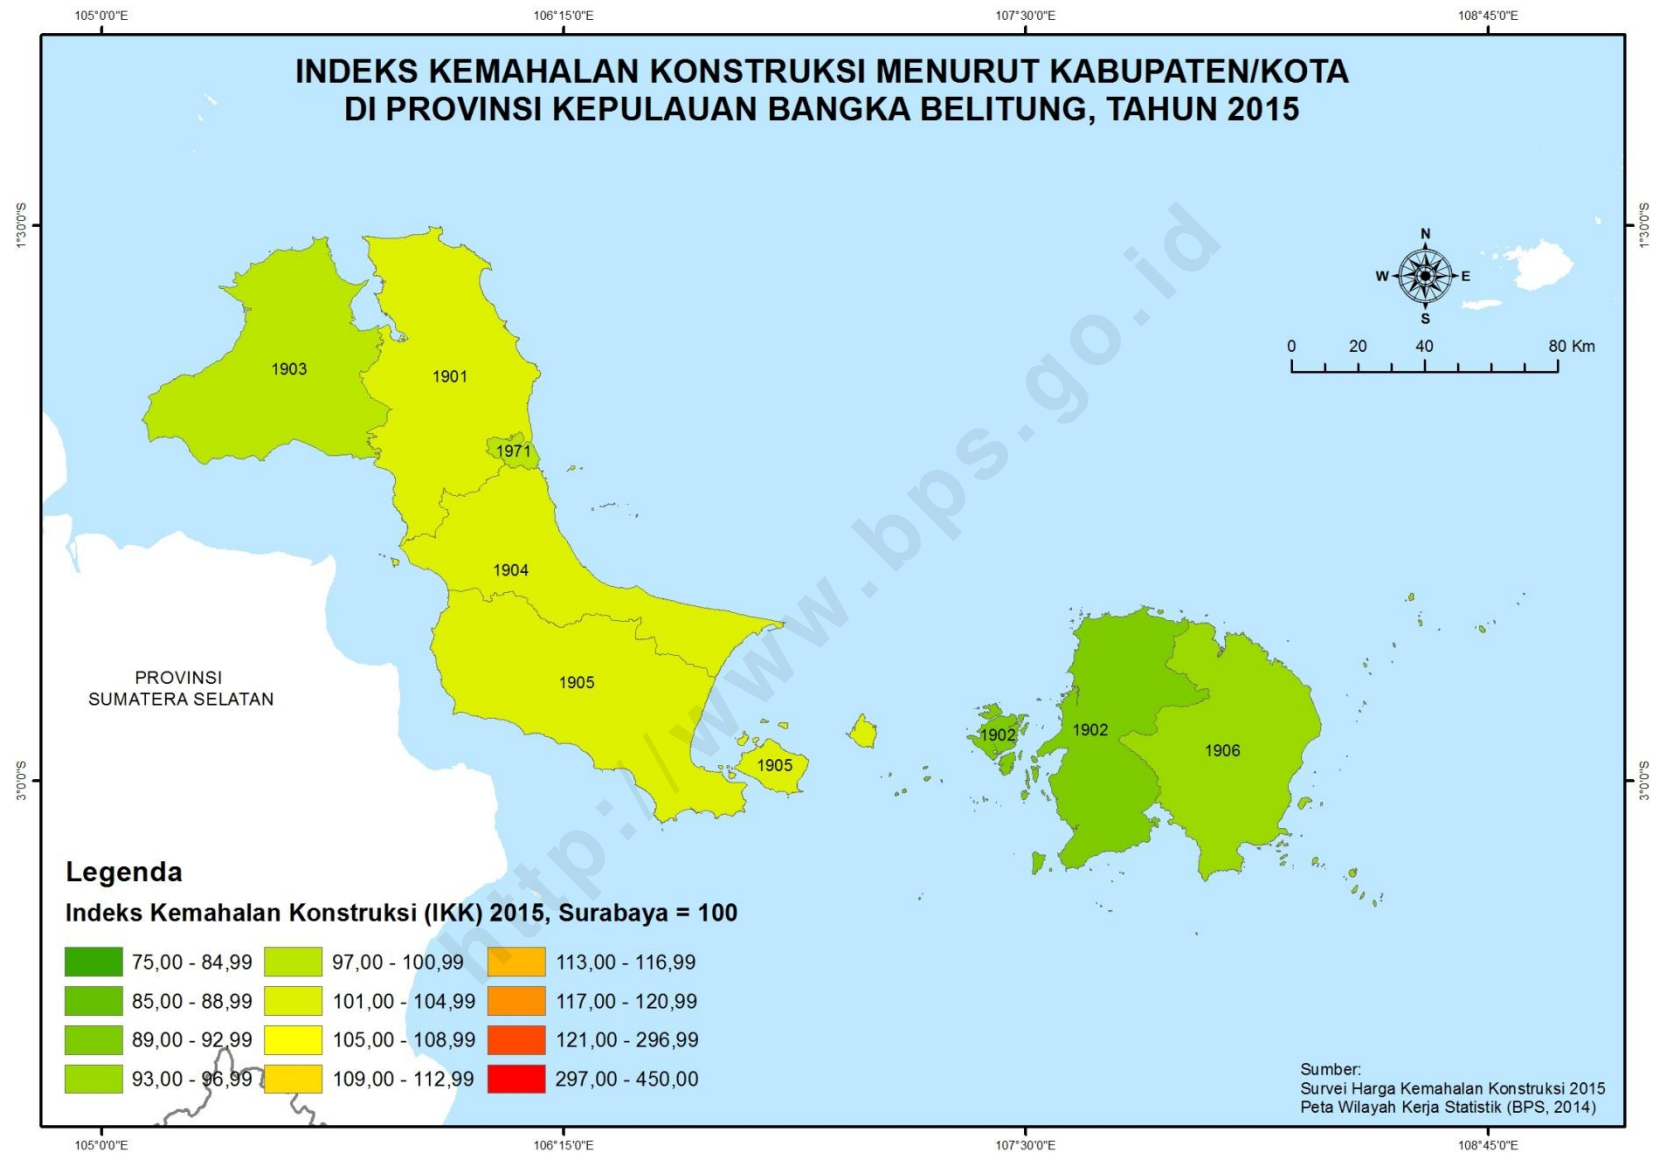 105°0'0"E 106°15'0"E 107°30'0"E 108°45'0"E
INDEKS KEMAHALAN KONSTRUKSI MENURUT KABUPATEN/KOTA
DI PROVINSI KEPULAUAN BANGKA BELITUNG, TAHUN 2015
1°30'0"S
1°30'0"S
N
W E
S
0 20 40 80 Km
1903
1901
1971
1904
1905
1905
1902
1902
1906
PROVINSI
SUMATERA SELATAN
3°0'0"S
3°0'0"S
http://www.bps.go.id
Legenda
Indeks Kemahalan Konstruksi (IKK) 2015, Surabaya = 100
75,00 - 84,99 97,00 - 100,99 113,00 - 116,99
85,00 - 88,99 101,00 - 104,99 117,00 - 120,99
89,00 - 92,99 105,00 - 108,99 121,00 - 296,99
93,00 - 96,99 109,00 - 112,99 297,00 - 450,00
Sumber:
Survei Harga Kemahalan Konstruksi 2015
Peta Wilayah Kerja Statistik (BPS, 2014)
105°0'0"E 106°15'0"E 107°30'0"E 108°45'0"E